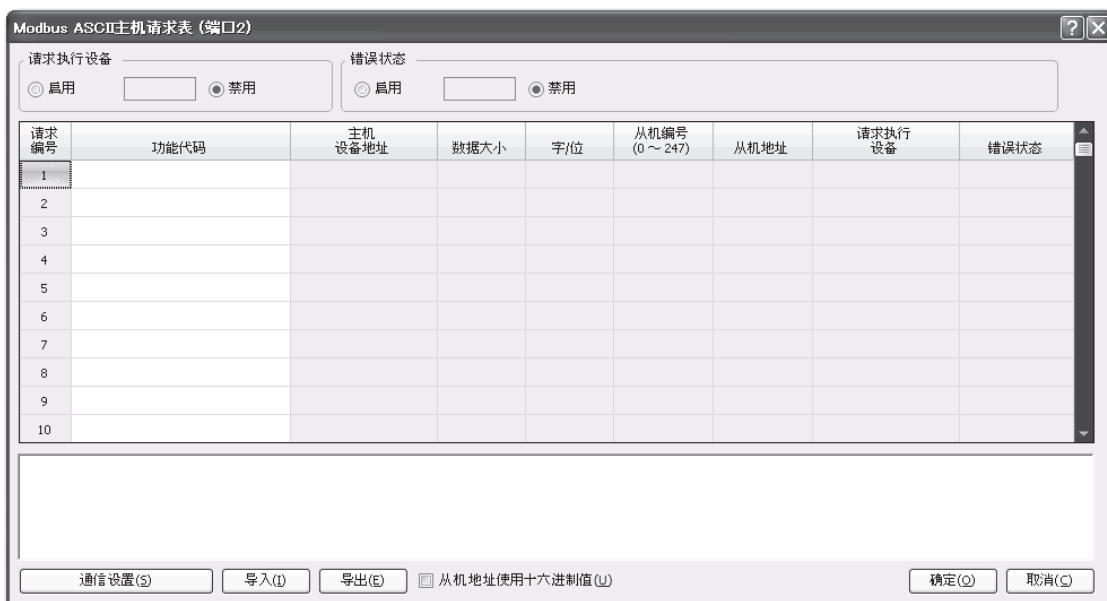 Modbus ASCII主机请求表 (端口2)
请求执行设备
错误状态
启用
禁用
启用
禁用
请求
编号
功能代码
主机
设备地址
数据大小
字/位
从机编号
(0 ～ 247)
从机地址
请求执行
设备
错误状态
1
2
3
4
5
6
7
8
9
10
通信设置(S)
导入(I)
导出(E)
从机地址使用十六进制值(U)
确定(O)
取消(C)